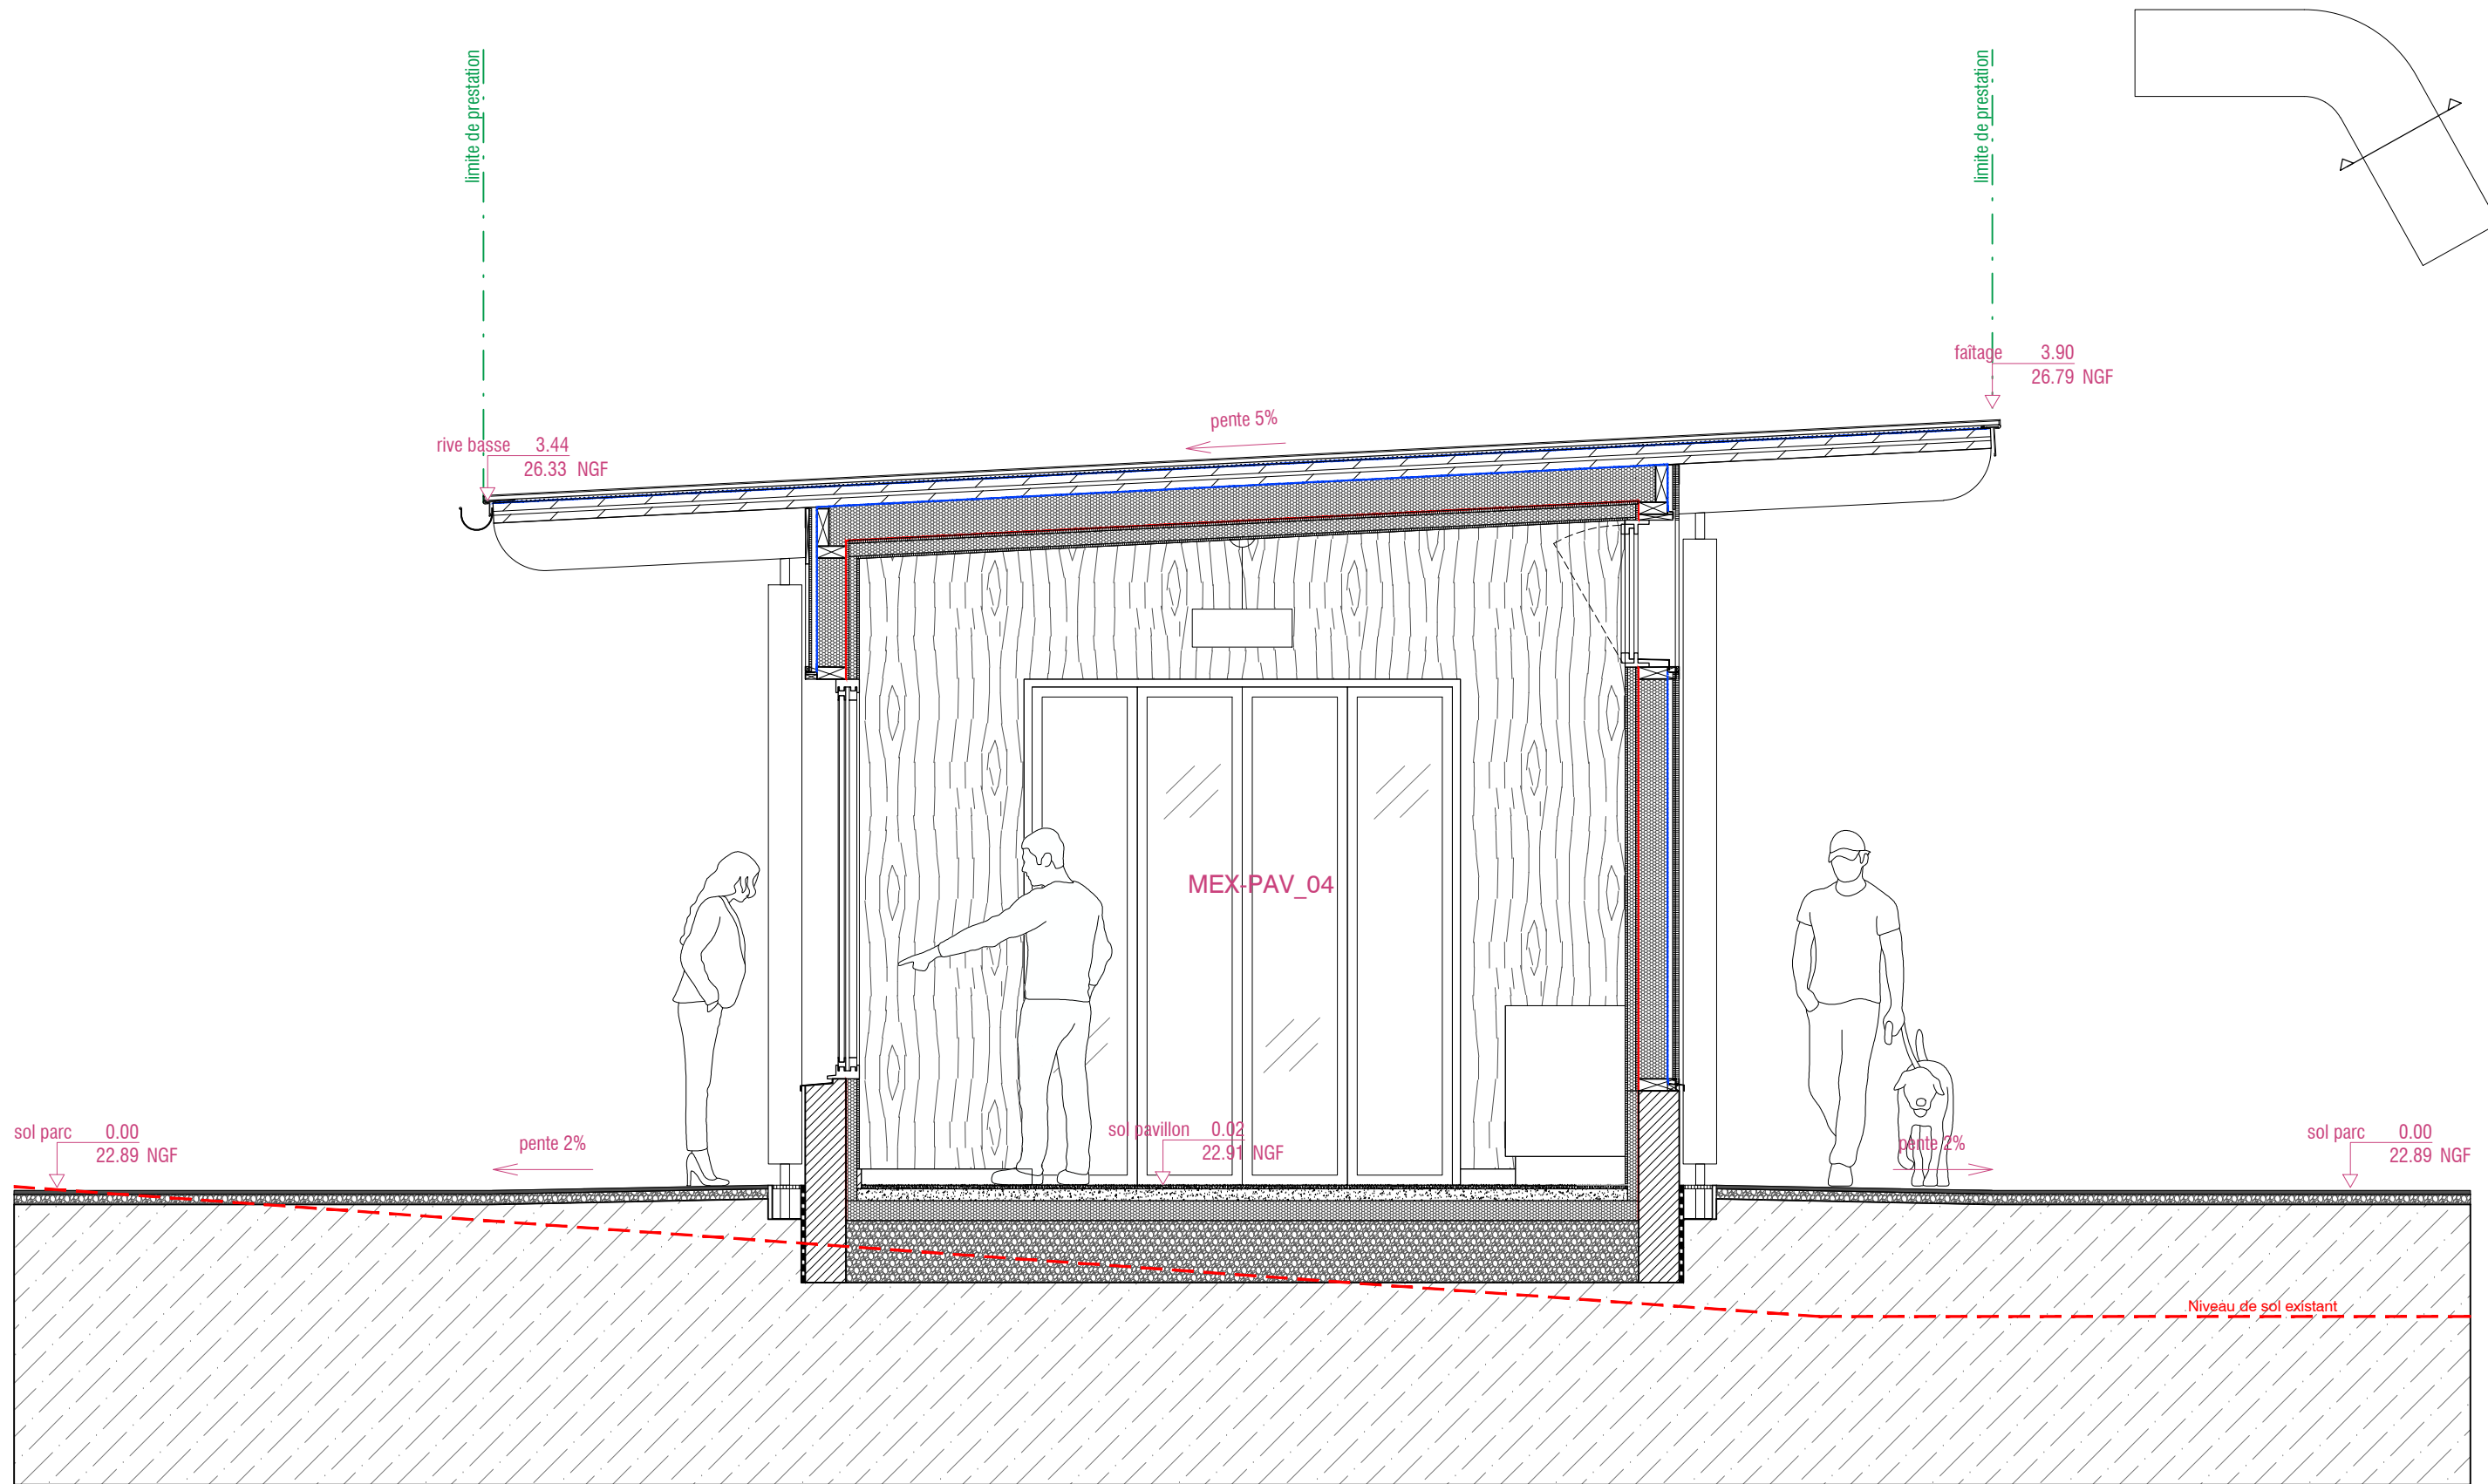 limite de prestation
limite de prestation
faîtage 3.90
26.79 NGF
pente 5%
rive basse 3.44
26.33 NGF
MEX-PAV_04
sol parc 0.00
22.89 NGF
pente 2%
sol pavillon 0.02
22.91 NGF
pente 2%
sol parc 0.00
22.89 NGF
Niveau de sol existant